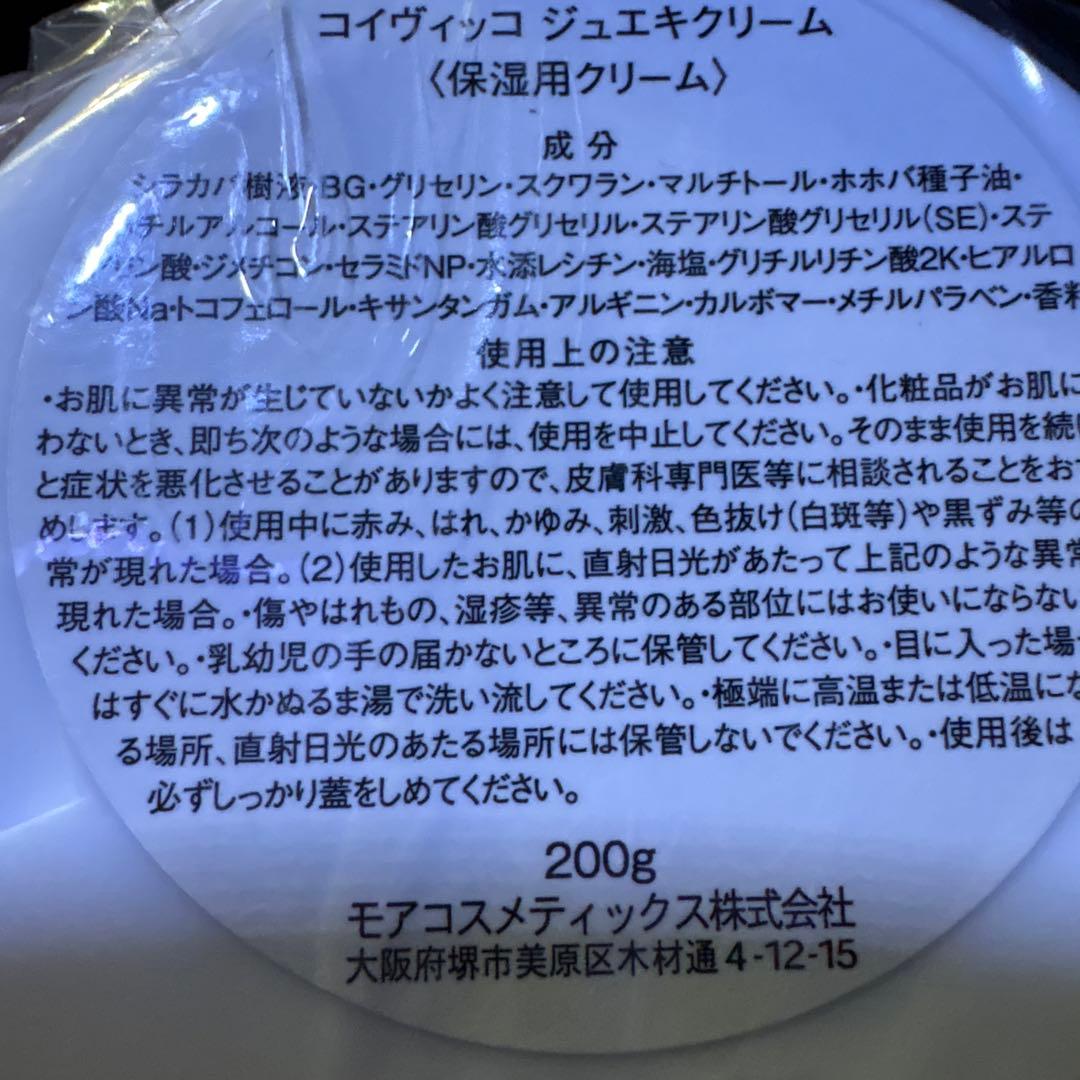 コイヴィッコ ジュエキクリーム
〈保湿用クリーム〉
成分
シラカバ樹液・BG・グリセリン・スクワラン・マルチトール・ホホバ種子油・
チルアルコール・ステアリン酸グリセリル・ステアリン酸グリセリル(SE)・ステ
ン酸・ジメチコン・セラミドNP・水添レシチン・海塩・グリチルリチン酸2K・ヒアルロ
ン酸Na・トコフェロール・キサンタンガム・アルギニン・カルボマー・メチルパラベン・香料
使用上の注意
・お肌に異常が生じていないかよく注意して使用してください。・化粧品がお肌に
わないとき、即ち次のような場合には、使用を中止してください。そのまま使用を続け
と症状を悪化させることがありますので、皮膚科専門医等に相談されることをおす
めします。(1)使用中に赤み、はれ、かゆみ、刺激、色抜け(白斑等)や黒ずみ等の
常が現れた場合。(2)使用したお肌に、直射日光があたって上記のような異常
現れた場合。・傷やはれもの、湿疹等、異常のある部位にはお使いにならない
ください。・乳幼児の手の届かないところに保管してください。・目に入った場
はすぐに水かぬるま湯で洗い流してください。・極端に高温または低温にな
る場所、直射日光のあたる場所には保管しないでください。・使用後は
必ずしっかり蓋をしめてください。
200g
モアコスメティックス株式会社
大阪府堺市美原区木材通4-12-15